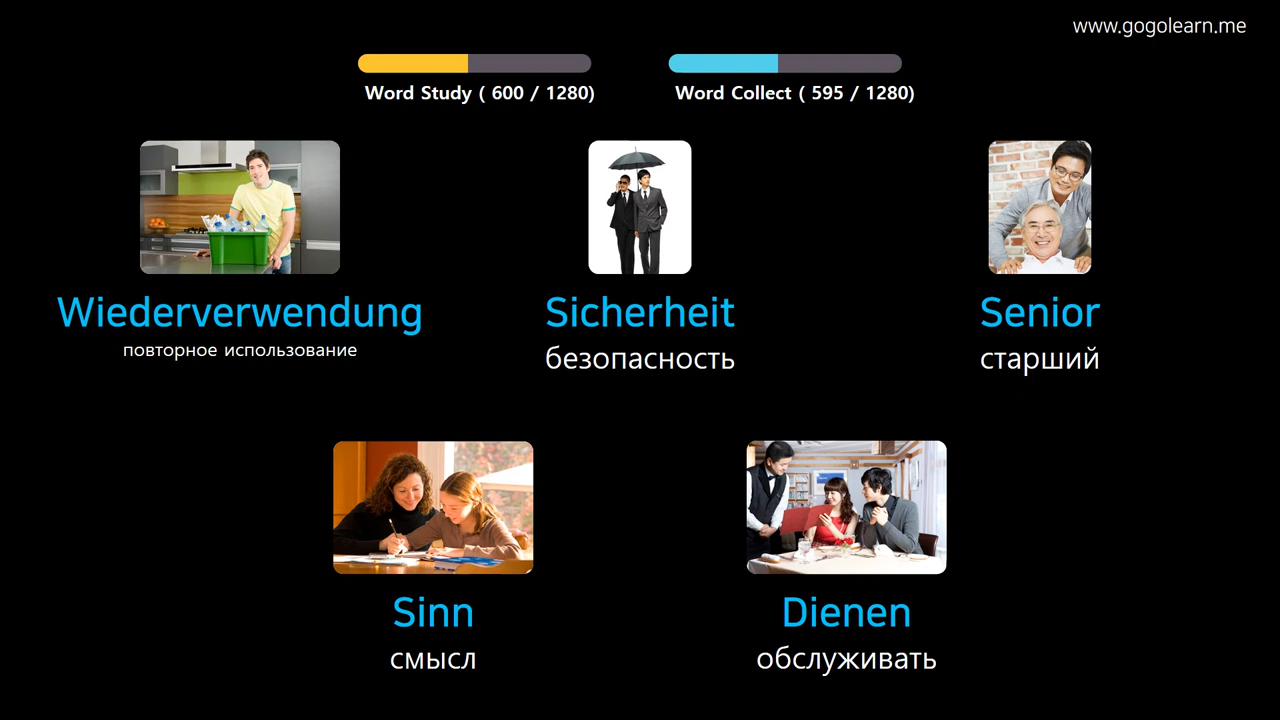 www.gogolearn.me
Word Study ( 600 / 1280)
Word Collect ( 595 / 1280)
Wiederverwendung
повторное использование
Sicherheit
безопасность
Senior
старший
Sinn
смысл
Dienen
обслуживать